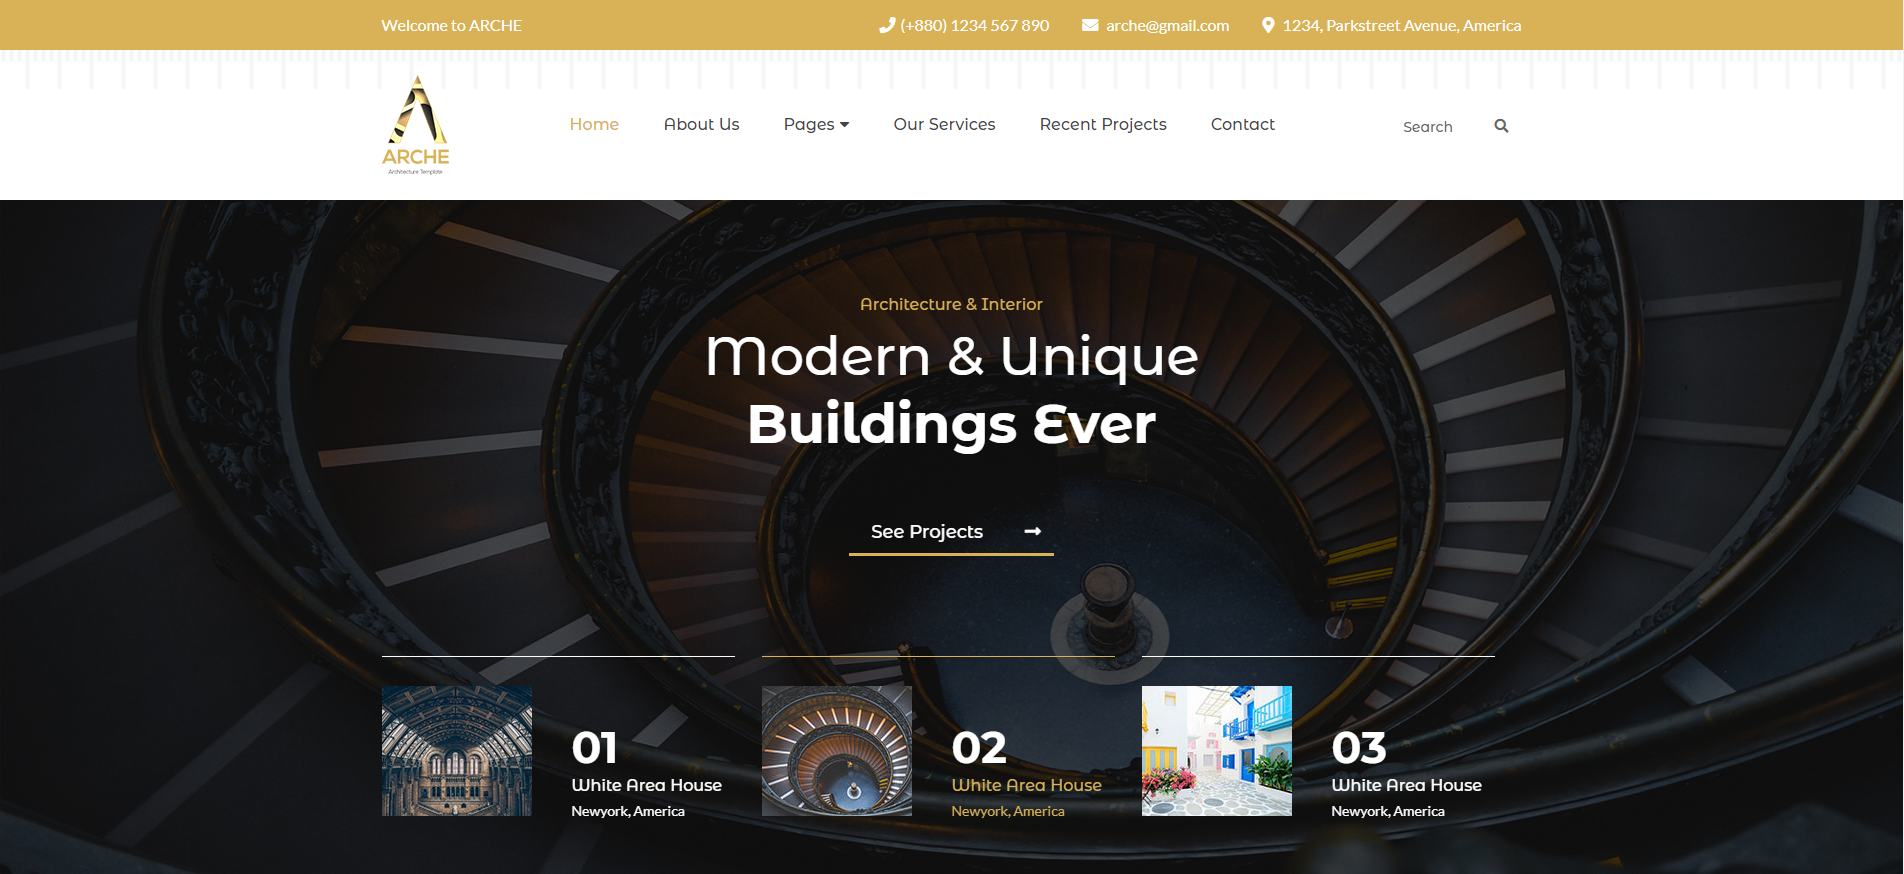 Welcome to ARCHE
(+880) 1234 567 890
arche@gmail.com
1234, Parkstreet Avenue, America
ARCHE
Architecture Template
Home
About Us
Pages
Our Services
Recent Projects
Contact
Search
Architecture & Interior
Modern & Unique
Buildings Ever
See Projects
01
White Area House
Newyork, America
02
White Area House
Newyork, America
03
White Area House
Newyork, America